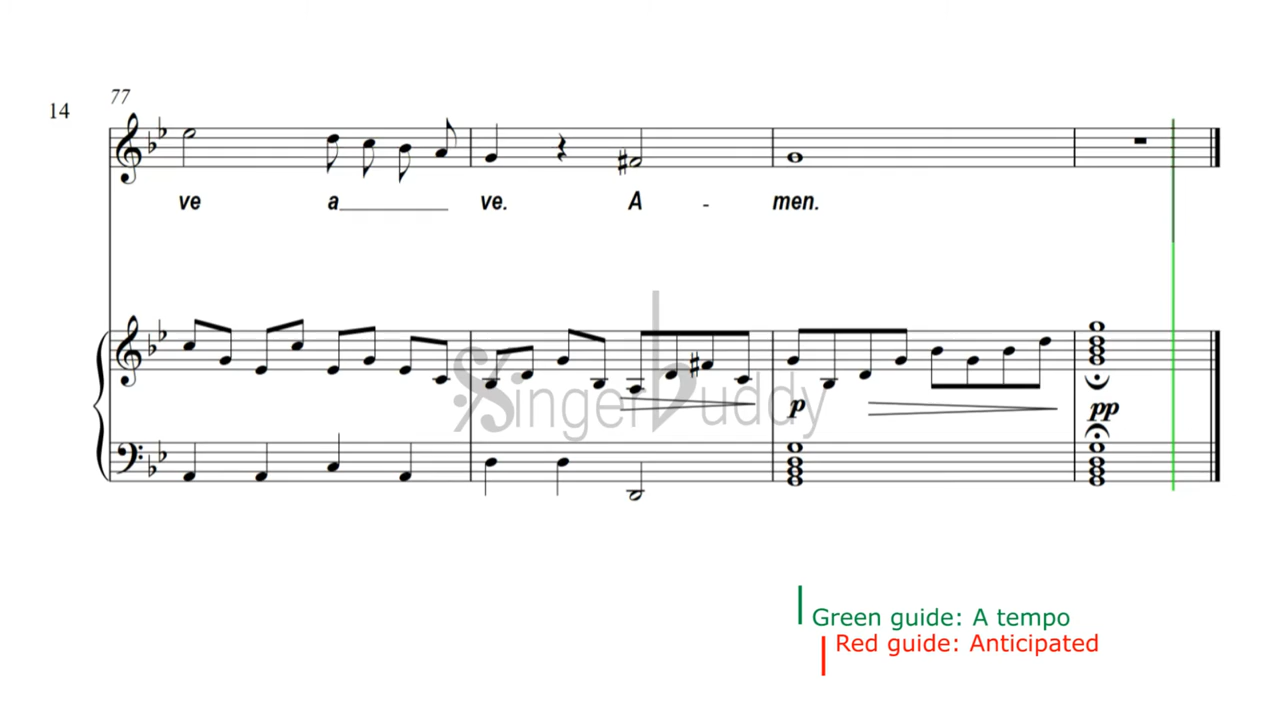 77
14
ve a ve. A - men.
Singerbuddy
p pp
Green guide: A tempo
Red guide: Anticipated